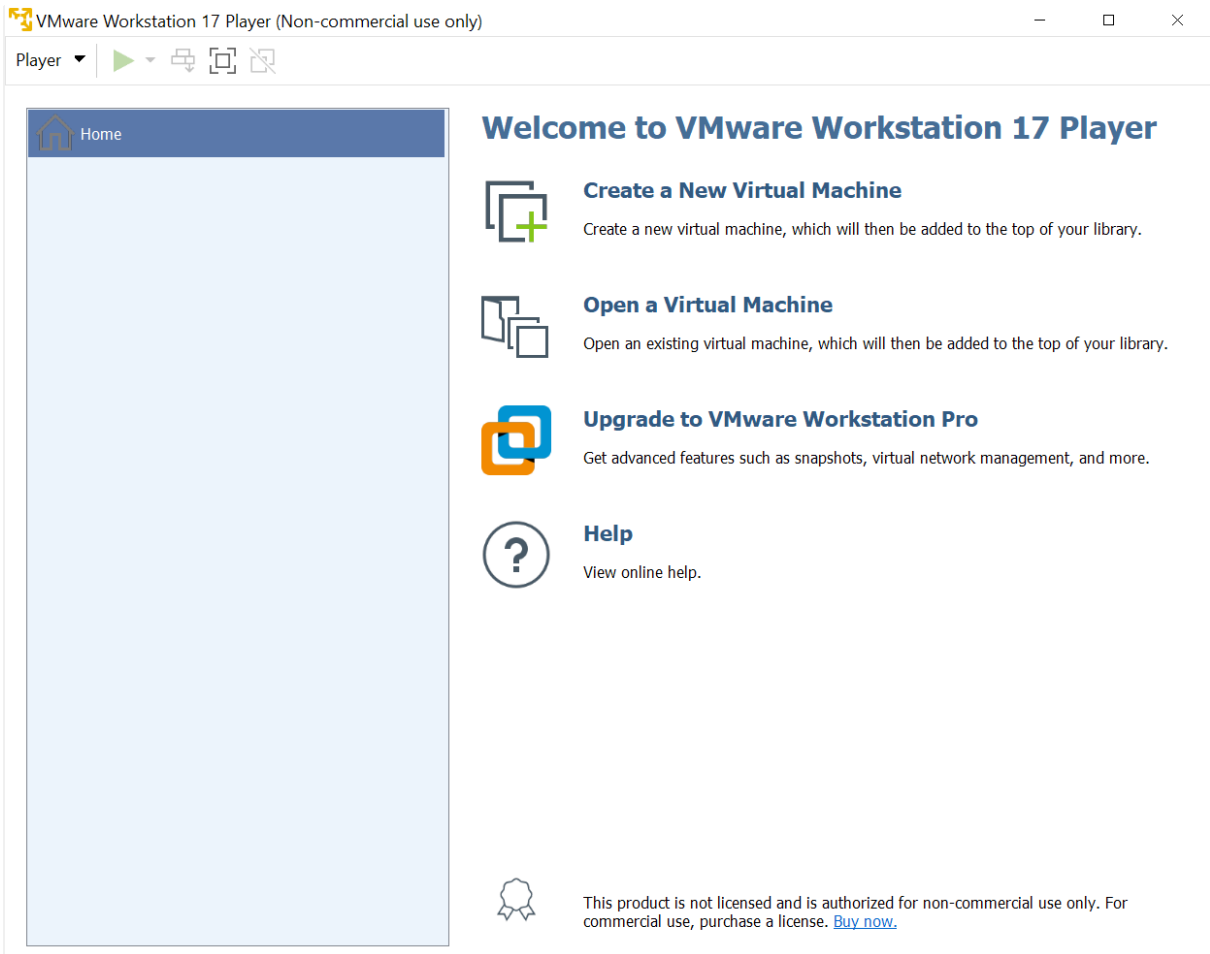 VMware Workstation 17 Player (Non-commercial use only)
Player
Home
Welcome to VMware Workstation 17 Player
Create a New Virtual Machine
Create a new virtual machine, which will then be added to the top of your library.
Open a Virtual Machine
Open an existing virtual machine, which will then be added to the top of your library.
Upgrade to VMware Workstation Pro
Get advanced features such as snapshots, virtual network management, and more.
?
Help
View online help.
This product is not licensed and is authorized for non-commercial use only. For
commercial use, purchase a license. Buy now.